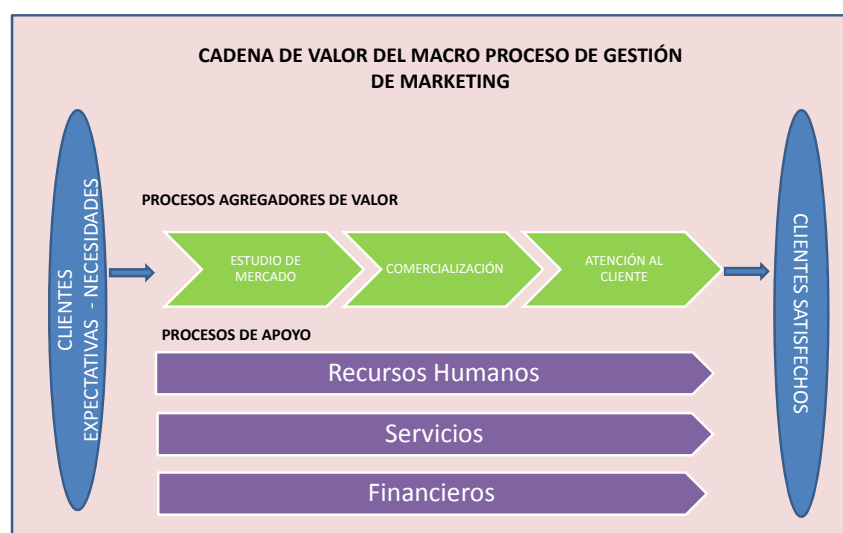 CADENA DE VALOR DEL MACRO PROCESO DE GESTIÓN
DE MARKETING
CLIENTES
EXPECTATIVAS - NECESIDADES
PROCESOS AGREGADORES DE VALOR
ESTUDIO DE
MERCADO
COMERCIALIZACIÓN
ATENCIÓN AL
CLIENTE
PROCESOS DE APOYO
Recursos Humanos
Servicios
Financieros
CLIENTES SATISFECHOS